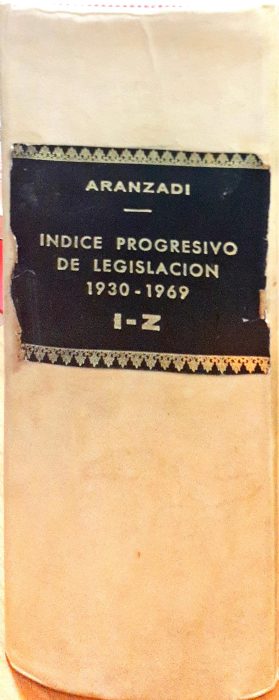 ARANZADI
INDICE PROGRESIVO
DE LEGISLACION
1930-1969
I-Z